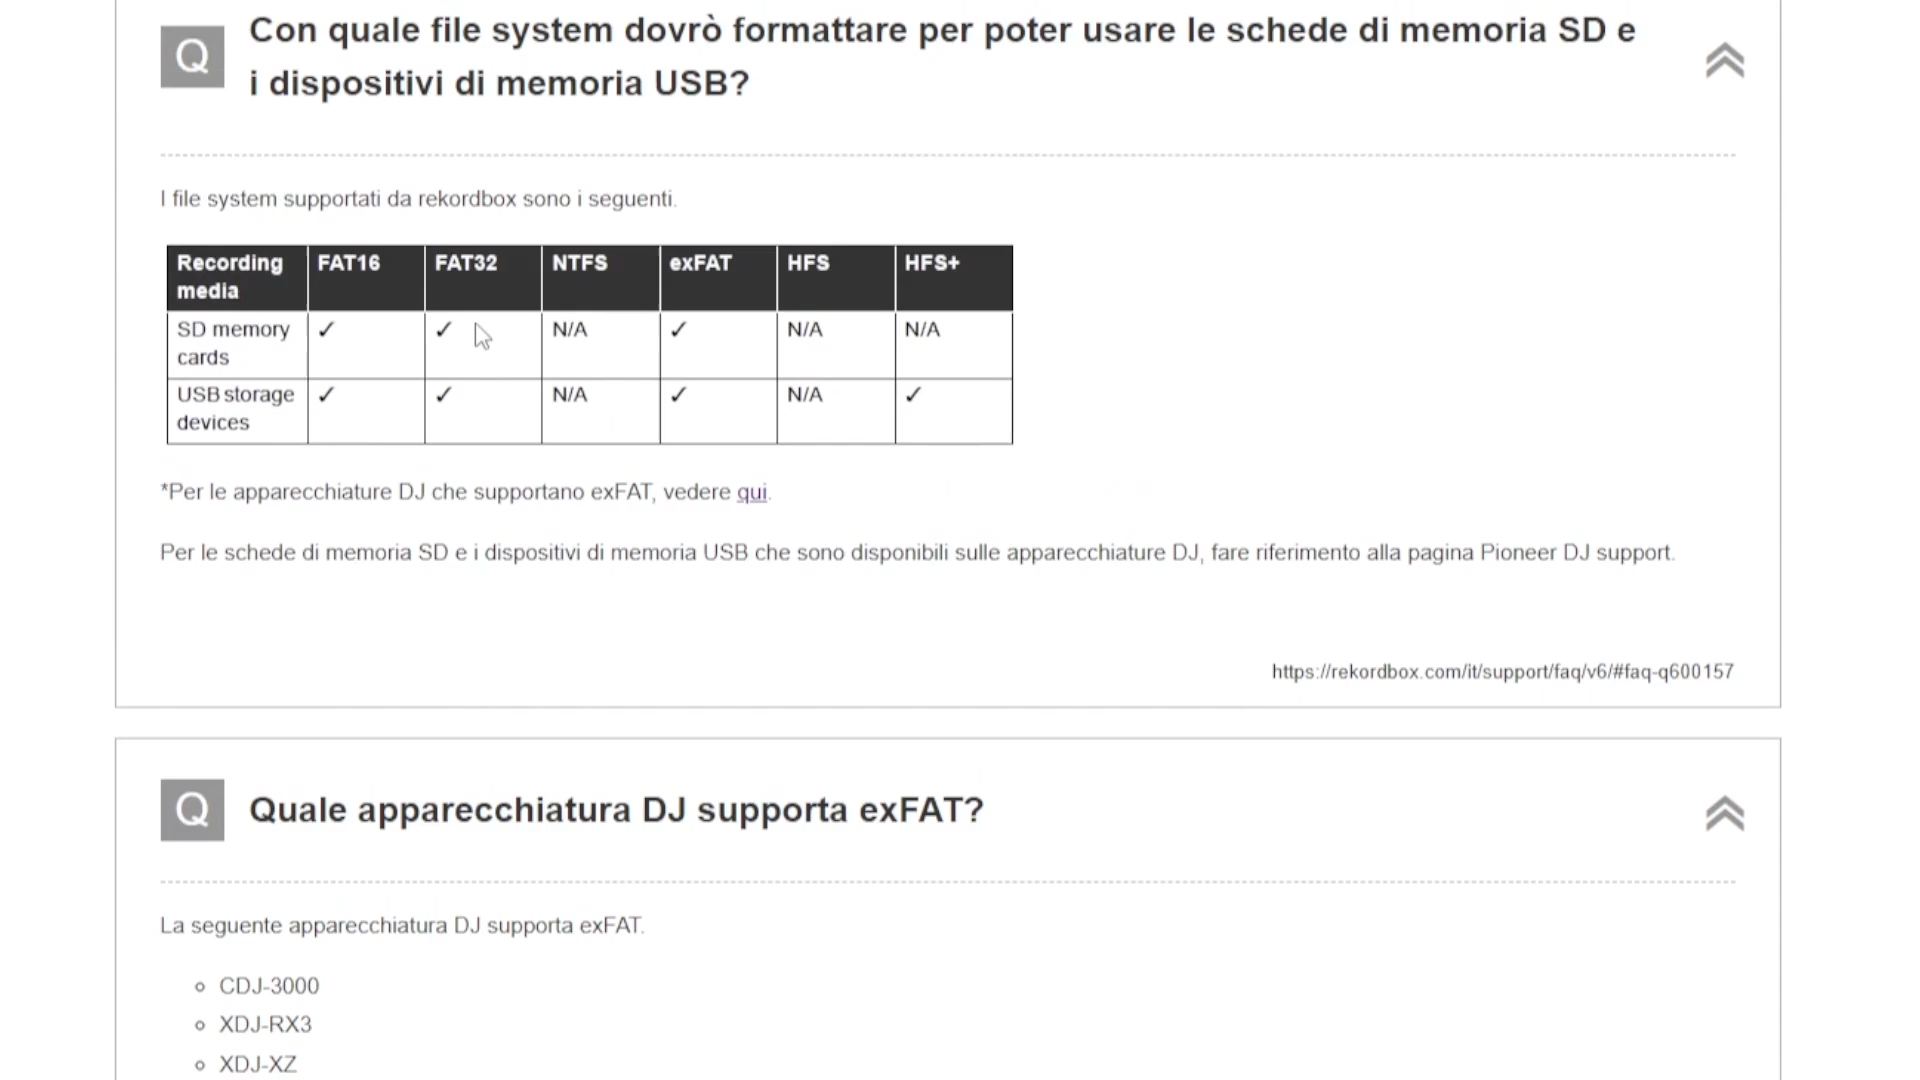 Q
Con quale file system dovrò formattare per poter usare le schede di memoria SD e
i dispositivi di memoria USB?
I file system supportati da rekordbox sono i seguenti.
Recording media FAT16 FAT32 NTFS exFAT HFS HFS+
SD memory cards ✓ ✓ N/A ✓ N/A N/A
USB storage devices ✓ ✓ N/A ✓ N/A ✓
*Per le apparecchiature DJ che supportano exFAT, vedere qui.
Per le schede di memoria SD e i dispositivi di memoria USB che sono disponibili sulle apparecchiature DJ, fare riferimento alla pagina Pioneer DJ support.
https://rekordbox.com/it/support/faq/v6/#faq-q600157
Q
Quale apparecchiatura DJ supporta exFAT?
La seguente apparecchiatura DJ supporta exFAT.
CDJ-3000
XDJ-RX3
XDJ-XZ